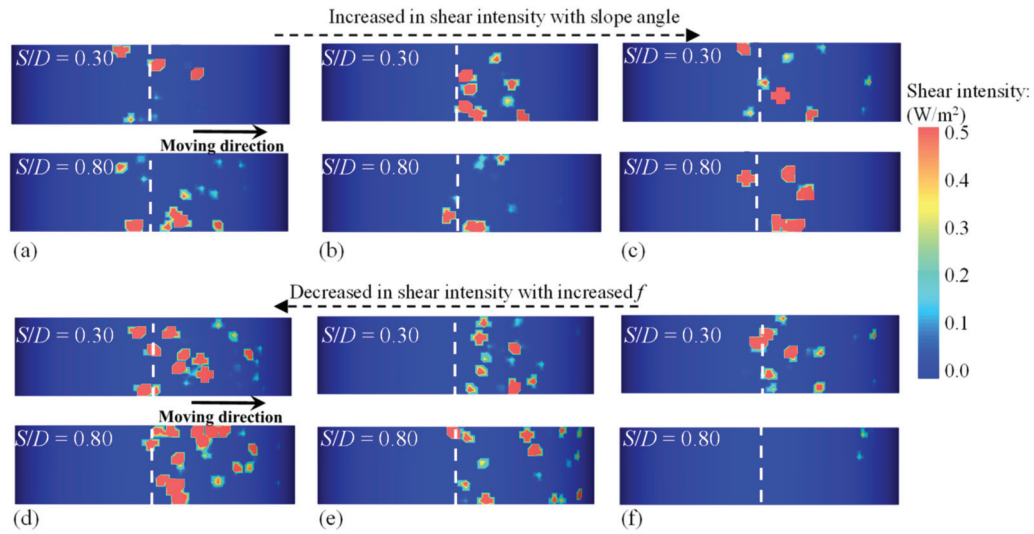 Increased in shear intensity with slope angle
S/D = 0.30
S/D = 0.30
S/D = 0.30
Shear intensity:
(W/m²)
0.5
0.4
0.3
0.2
0.1
0.0
Moving direction
S/D = 0.80
S/D = 0.80
S/D = 0.80
(a)
(b)
(c)
Decreased in shear intensity with increased f
S/D = 0.30
S/D = 0.30
S/D = 0.30
Moving direction
S/D = 0.80
S/D = 0.80
S/D = 0.80
(d)
(e)
(f)